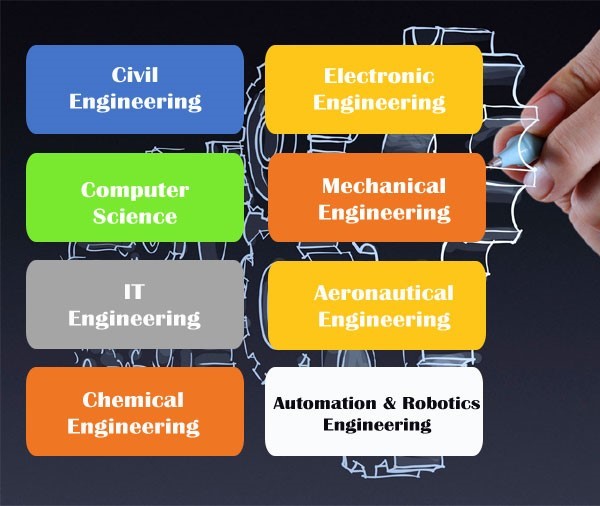 Civil
Engineering
Electronic
Engineering
Computer
Science
Mechanical
Engineering
IT
Engineering
Aeronautical
Engineering
Chemical
Engineering
Automation & Robotics
Engineering